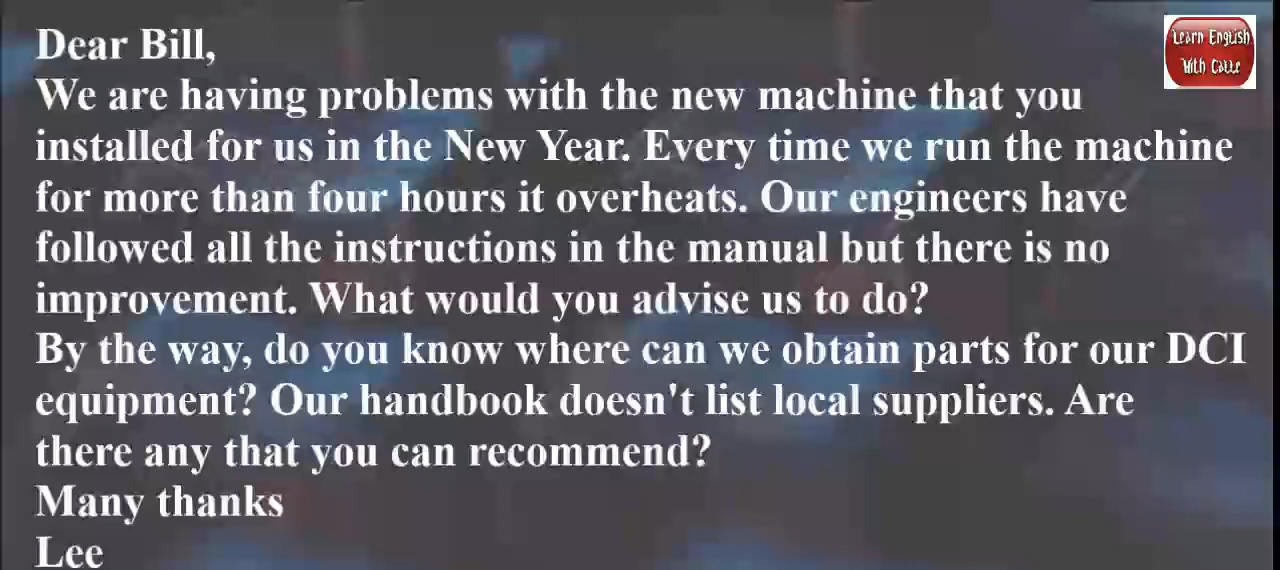 Dear Bill,
We are having problems with the new machine that you
installed for us in the New Year. Every time we run the machine
for more than four hours it overheats. Our engineers have
followed all the instructions in the manual but there is no
improvement. What would you advise us to do?
By the way, do you know where can we obtain parts for our DCI
equipment? Our handbook doesn't list local suppliers. Are
there any that you can recommend?
Many thanks
Lee
Learn English
With